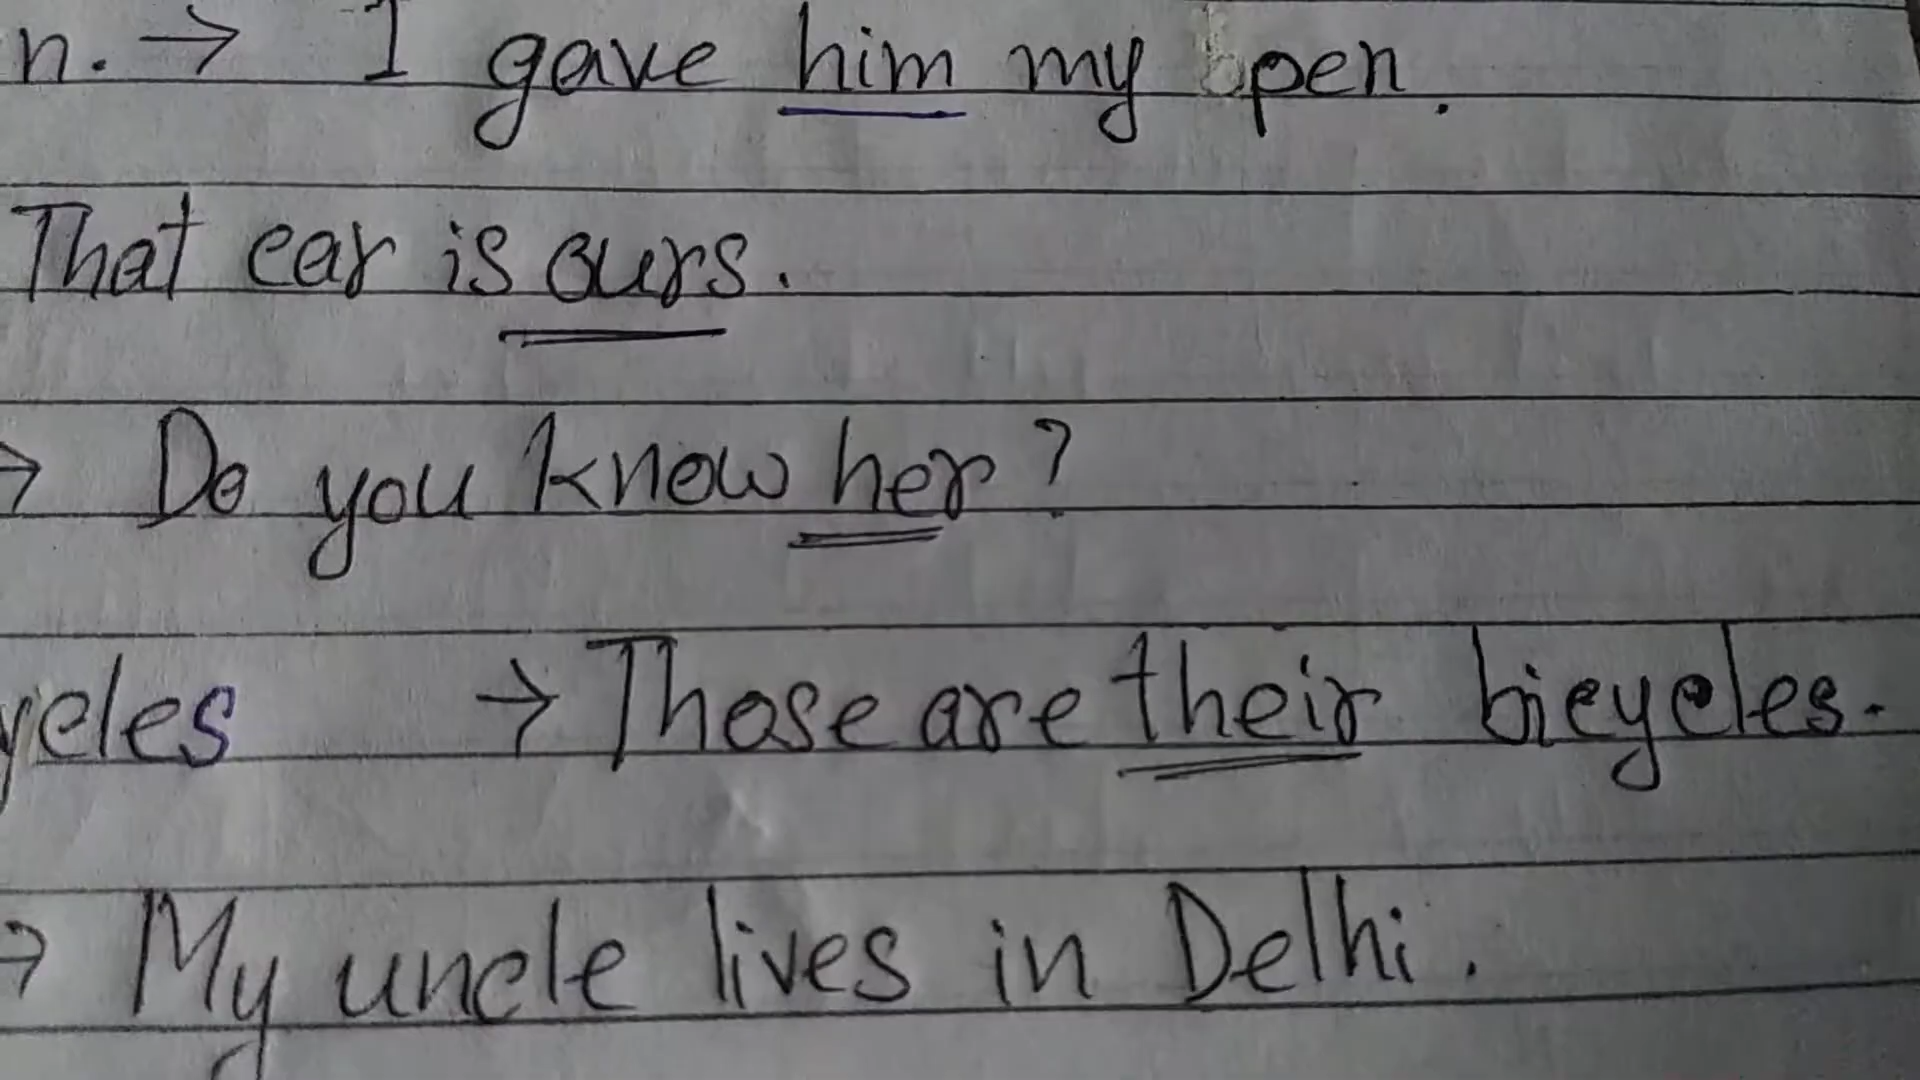 n. → I gave him my pen.
That car is ours.
→ Do you know her?
ycles → Those are their bicycles.
→ My uncle lives in Delhi.